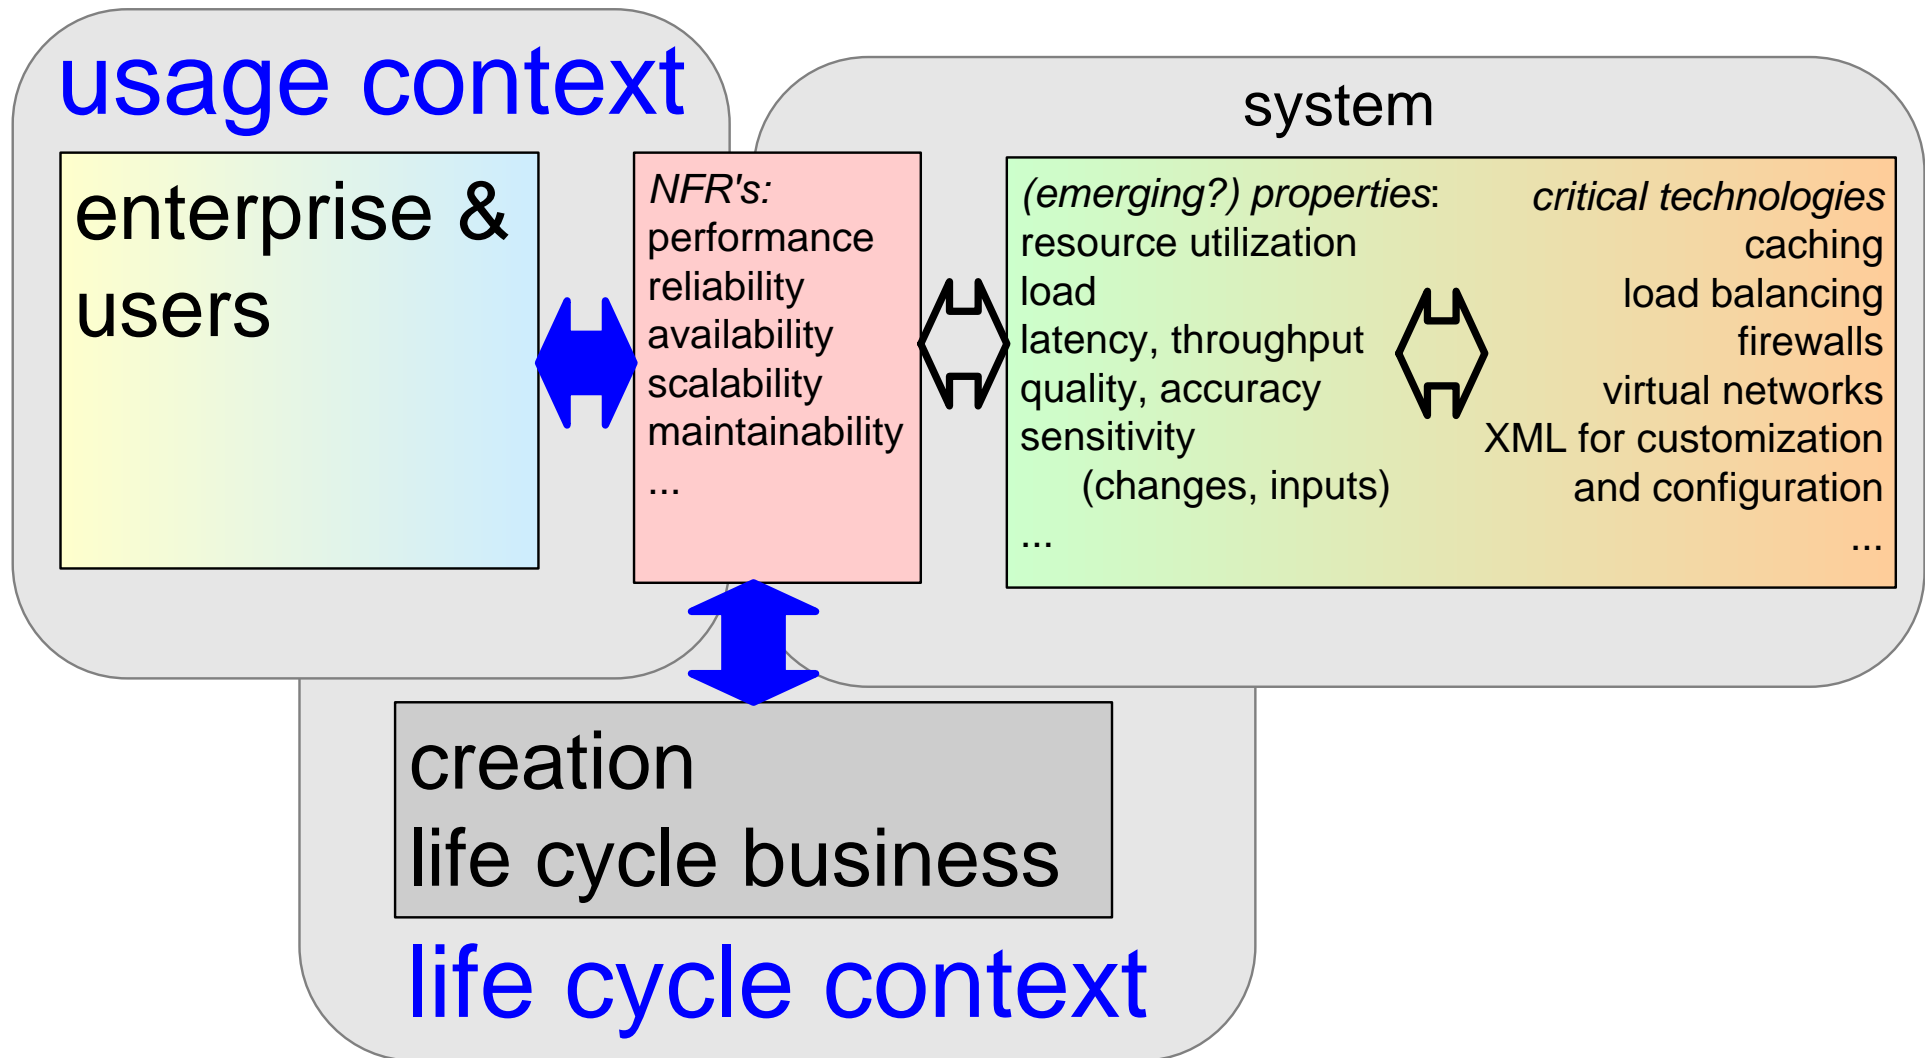 usage context
enterprise &
users
NFR's:
performance
reliability
availability
scalability
maintainability
...
system
(emerging?) properties:
resource utilization
load
latency, throughput
quality, accuracy
sensitivity
(changes, inputs)
...
critical technologies
caching
load balancing
firewalls
virtual networks
XML for customization
and configuration
...
creation
life cycle business
life cycle context